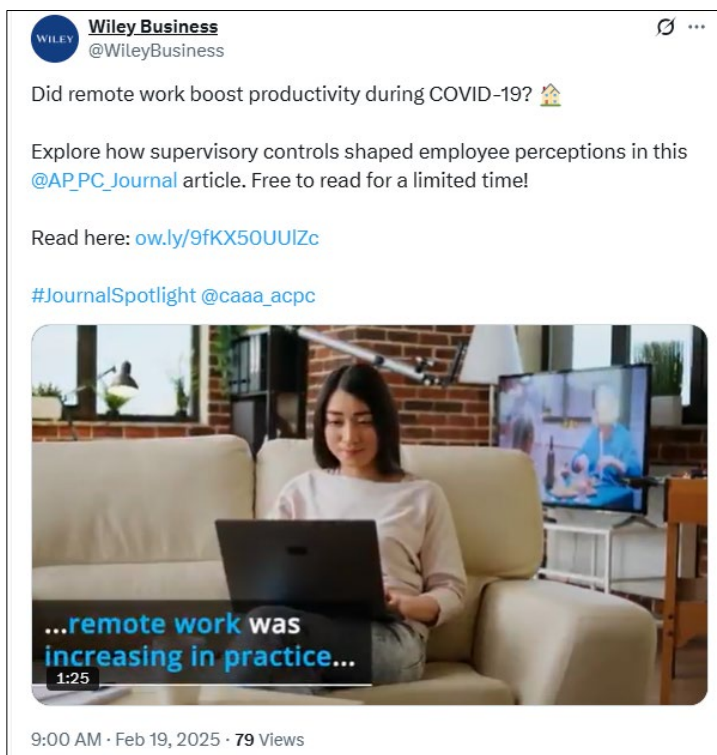 WILEY
Wiley Business
@WileyBusiness
Did remote work boost productivity during COVID-19? 🏠
Explore how supervisory controls shaped employee perceptions in this
@AP_PC_Journal article. Free to read for a limited time!
Read here: ow.ly/9fKX50UUlZc
#JournalSpotlight @caaa_acpc
...remote work was
increasing in practice...
1:25
9:00 AM · Feb 19, 2025 · 79 Views